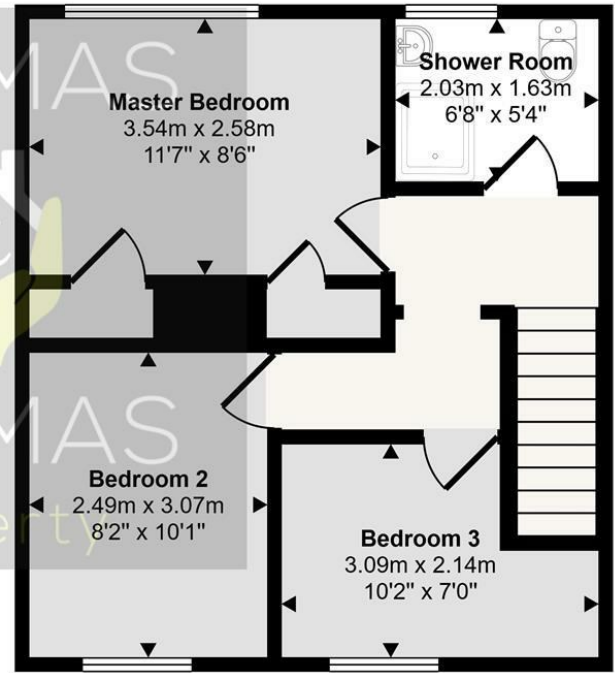 Master Bedroom
3.54m x 2.58m
11'7" x 8'6"
Shower Room
2.03m x 1.63m
6'8" x 5'4"
Bedroom 2
2.49m x 3.07m
8'2" x 10'1"
Bedroom 3
3.09m x 2.14m
10'2" x 7'0"
MAS
MAS
erty